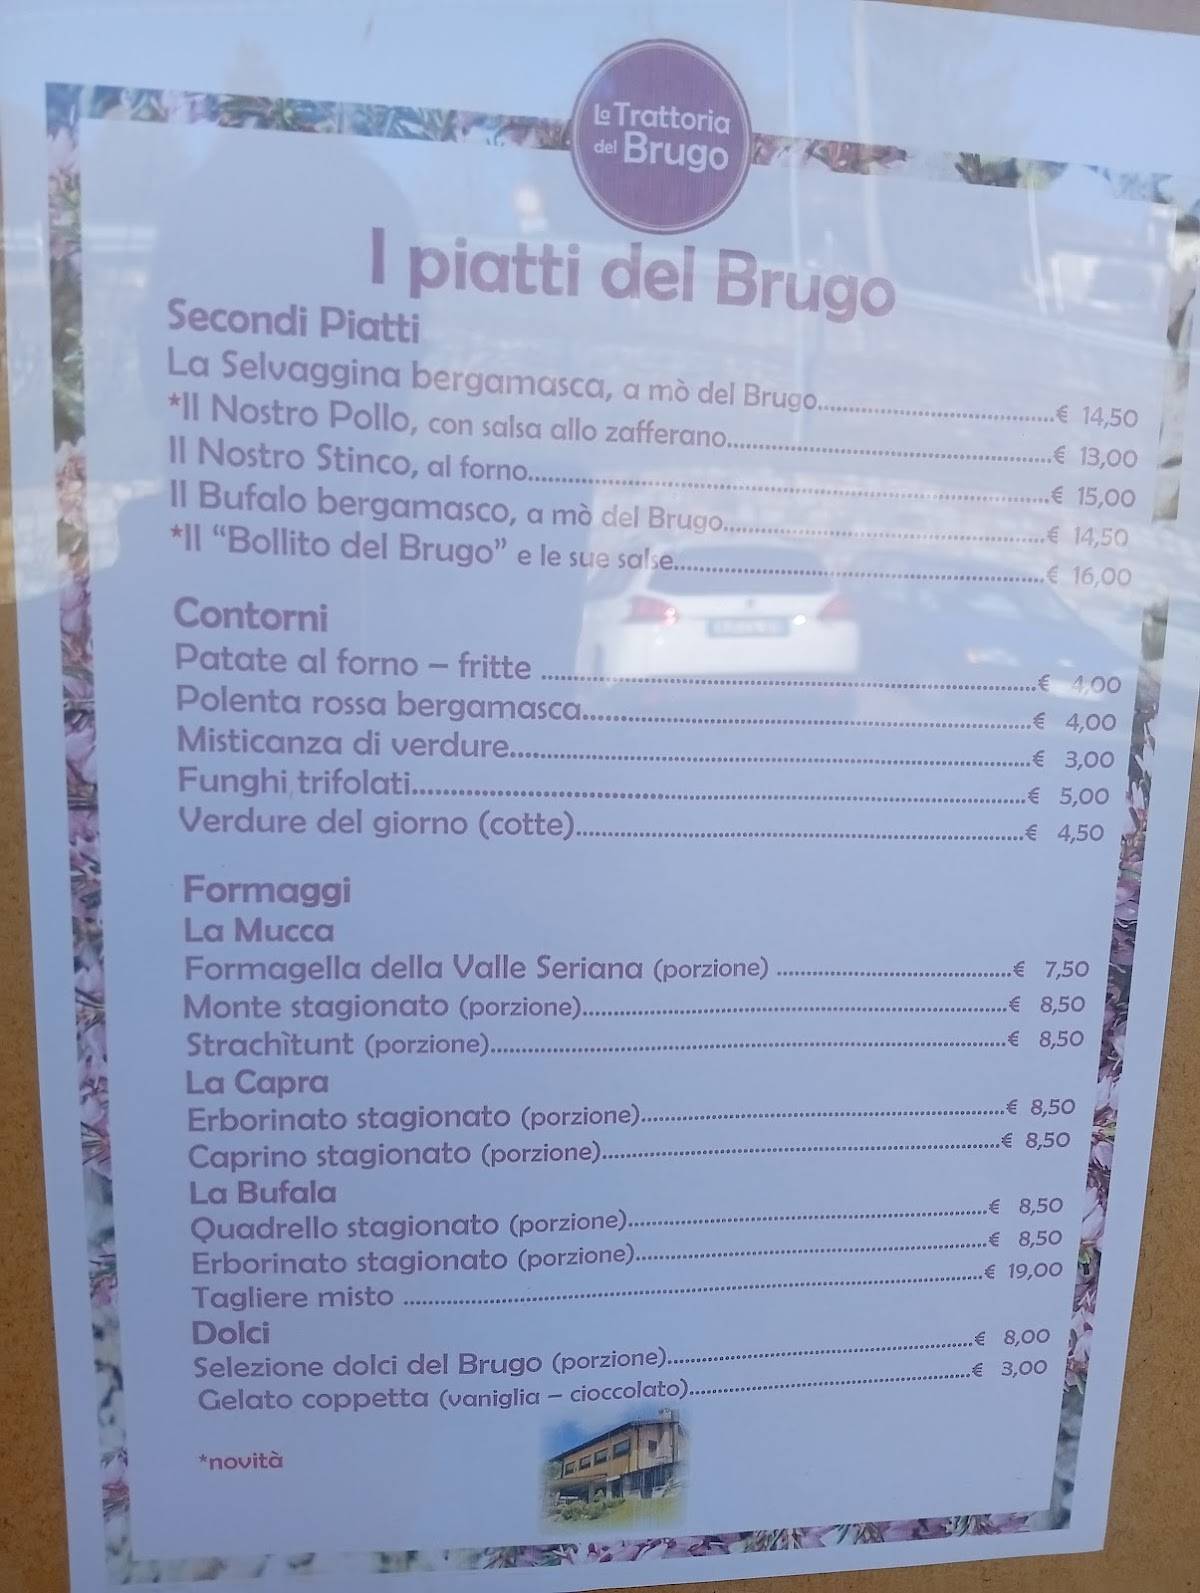 La Trattoria
del Brugo
I piatti del Brugo
Secondi Piatti
La Selvaggina bergamasca, a mò del Brugo..............................€ 14,50
*Il Nostro Pollo, con salsa allo zafferano..............................€ 13,00
Il Nostro Stinco, al forno..............................€ 15,00
Il Bufalo bergamasco, a mò del Brugo..............................€ 14,50
*Il “Bollito del Brugo” e le sue salse..............................€ 16,00
Contorni
Patate al forno – fritte ..............................€ 4,00
Polenta rossa bergamasca..............................€ 4,00
Misticanza di verdure..............................€ 3,00
Funghi trifolati..............................€ 5,00
Verdure del giorno (cotte)..............................€ 4,50
Formaggi
La Mucca
Formagella della Valle Seriana (porzione) ..............................€ 7,50
Monte stagionato (porzione)..............................€ 8,50
Strachìtunt (porzione)..............................€ 8,50
La Capra
Erborinato stagionato (porzione)..............................€ 8,50
Caprino stagionato (porzione)..............................€ 8,50
La Bufala
Quadrello stagionato (porzione)..............................€ 8,50
Erborinato stagionato (porzione)..............................€ 8,50
Tagliere misto ..............................€ 19,00
Dolci
Selezione dolci del Brugo (porzione)..............................€ 8,00
Gelato coppetta (vaniglia – cioccolato)..............................€ 3,00
*novità